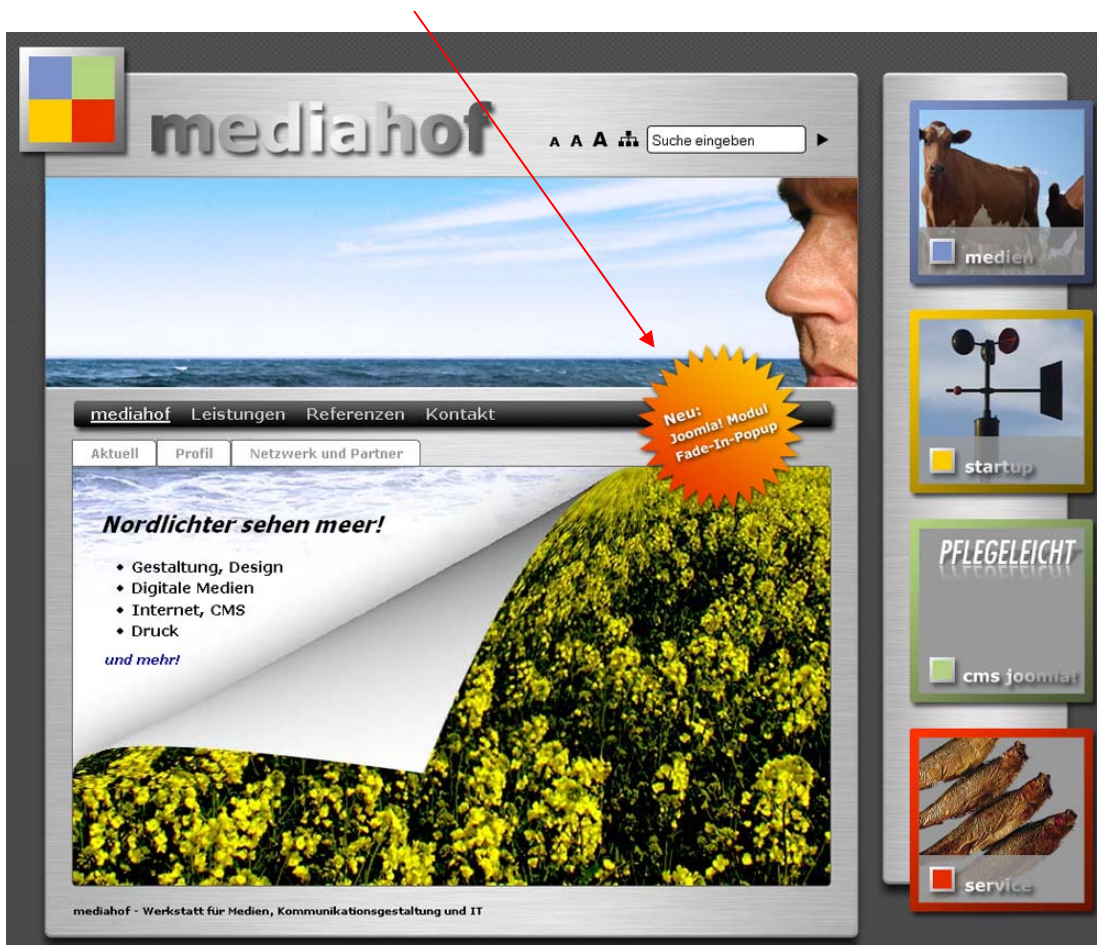 mediahof
A A A Suche eingeben
mediahof Leistungen Referenzen Kontakt
Neu:
Joomla! Modul
Fade-In-Popup
Aktuell Profil Netzwerk und Partner
Nordlichter sehen meer!
• Gestaltung, Design
• Digitale Medien
• Internet, CMS
• Druck
und mehr!
mediahof - Werkstatt für Medien, Kommunikationsgestaltung und IT
medien
startup
PFLEGELEICHT
cms joomla!
service